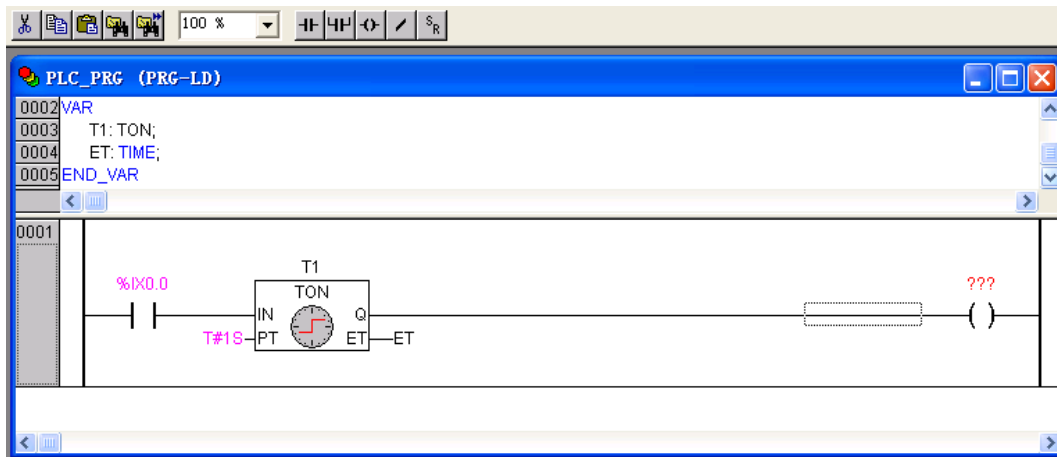 100 %
S
R
PLC_PRG (PRG-LD)
0002 VAR
0003 T1: TON;
0004 ET: TIME;
0005 END_VAR
0001
T1
%IX0.0 TON ???
IN Q
T#1S PT ET ET